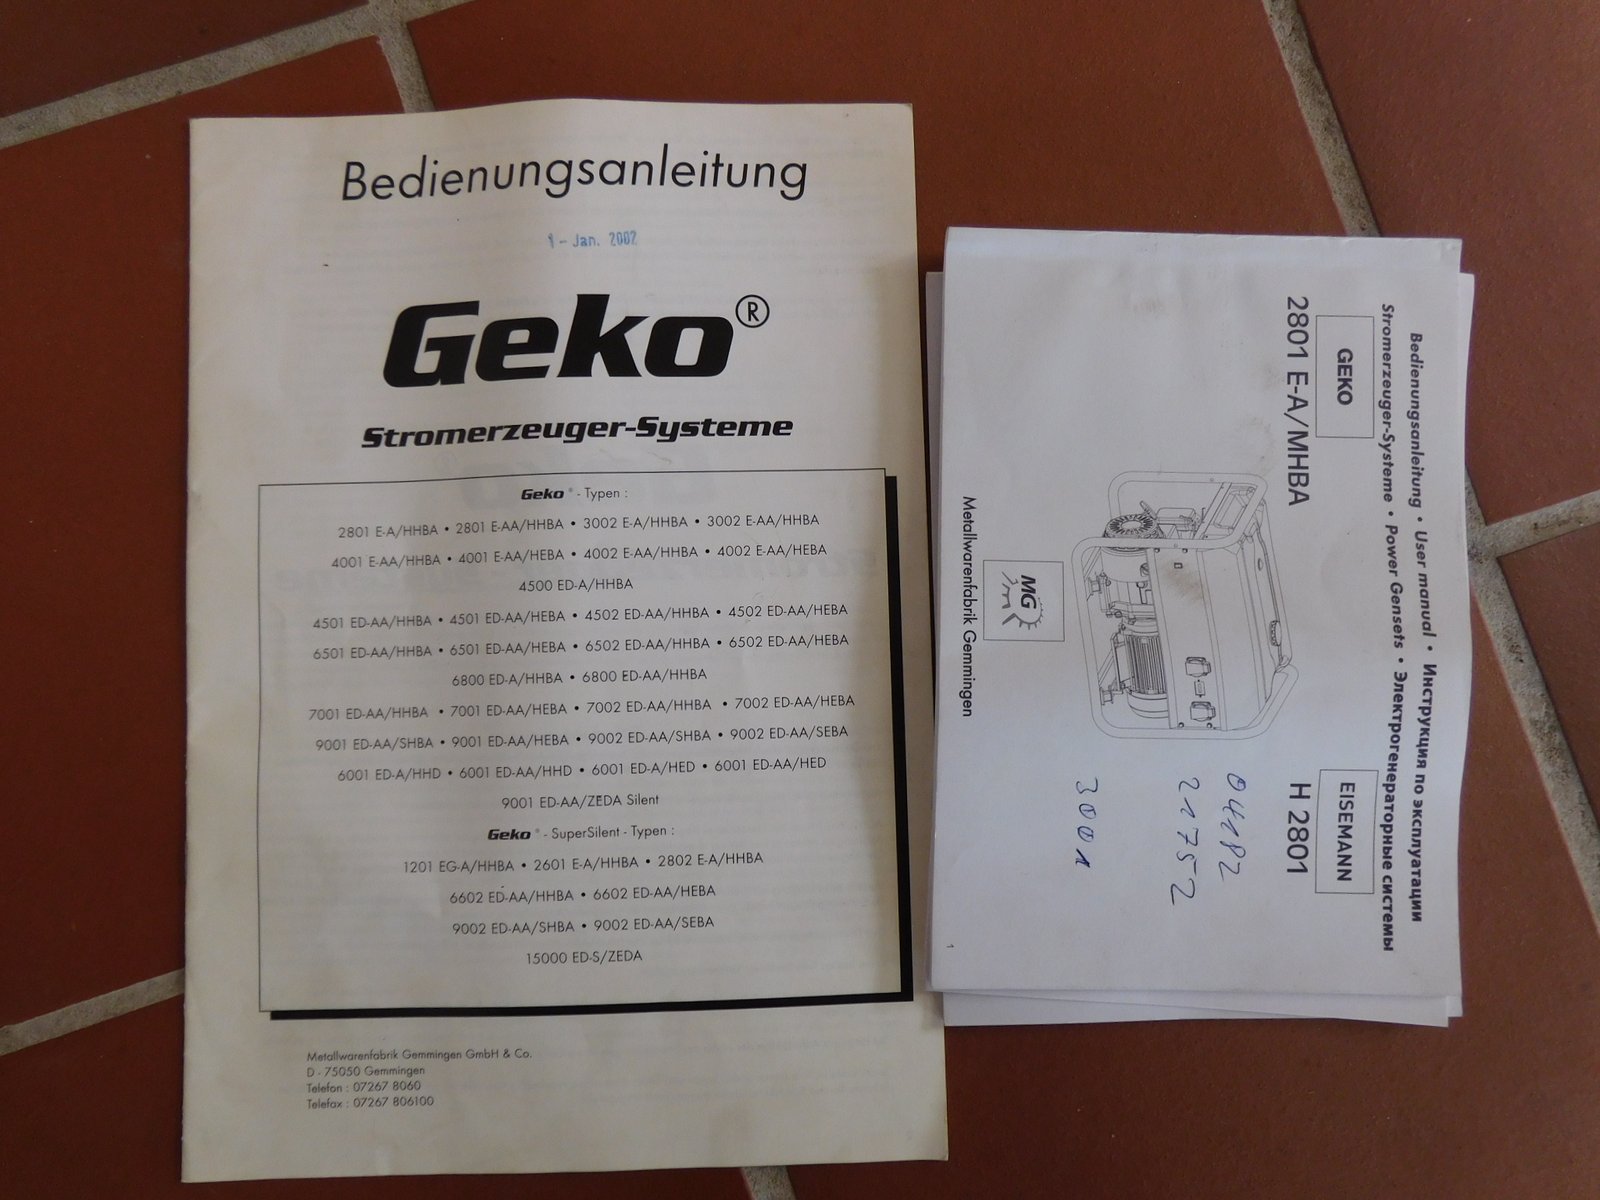 Bedienungsanleitung
1 - Jan. 2002
Geko®
Stromerzeuger-Systeme
Geko® - Typen :
2801 E-A/HHBA • 2801 E-AA/HHBA • 3002 E-A/HHBA • 3002 E-AA/HHBA
4001 E-AA/HHBA • 4001 E-AA/HEBA • 4002 E-AA/HHBA • 4002 E-AA/HEBA
4500 ED-A/HHBA
4501 ED-AA/HHBA • 4501 ED-AA/HEBA • 4502 ED-AA/HHBA • 4502 ED-AA/HEBA
6501 ED-AA/HHBA • 6501 ED-AA/HEBA • 6502 ED-AA/HHBA • 6502 ED-AA/HEBA
6800 ED-A/HHBA • 6800 ED-AA/HHBA
7001 ED-AA/HHBA • 7001 ED-AA/HEBA • 7002 ED-AA/HHBA • 7002 ED-AA/HEBA
9001 ED-AA/SHBA • 9001 ED-AA/HEBA • 9002 ED-AA/SHBA • 9002 ED-AA/SEBA
6001 ED-A/HHD • 6001 ED-AA/HHD • 6001 ED-A/HED • 6001 ED-AA/HED
9001 ED-AA/ZEDA Silent
Geko® - SuperSilent - Typen :
1201 EG-A/HHBA • 2601 E-A/HHBA • 2802 E-A/HHBA
6602 ED-AA/HHBA • 6602 ED-AA/HEBA
9002 ED-AA/SHBA • 9002 ED-AA/SEBA
15000 ED-S/ZEDA
Metallwarenfabrik Gemmingen GmbH & Co.
D - 75050 Gemmingen
Telefon : 07267 8060
Telefax : 07267 806100
Bedienungsanleitung • User manual • Инструкция по эксплуатации
Stromerzeuger-Systeme • Power Gensets • Электрогенераторные системы
GEKO
EISEMANN
2801 E-A/MHBA
H 2801
04182
21752
3001
MG
Metallwarenfabrik Gemmingen
1